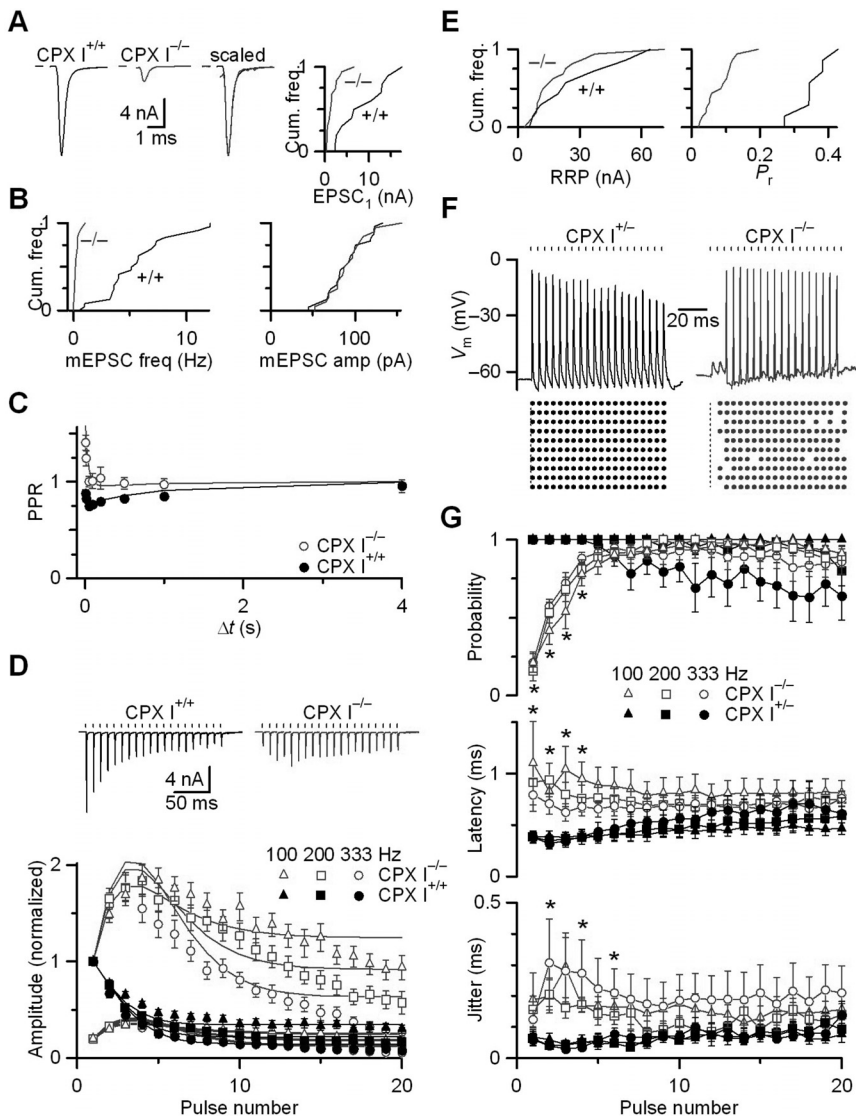 A
CPX I+/+ CPX I−/− scaled
4 nA
1 ms
Cum. freq.
1
0
−/−
+/+
0 10
EPSC1 (nA)
B
Cum. freq.
1
0
−/−
+/+
0 10
mEPSC freq (Hz)
0 100
mEPSC amp (pA)
C
PPR
1
0
CPX I−/−
CPX I+/+
0 2 4
Δt (s)
D
CPX I+/+ CPX I−/−
4 nA
50 ms
Amplitude (normalized)
2
1
0
100 200 333 Hz
CPX I−/−
CPX I+/+
0 10 20
Pulse number
E
Cum. freq.
1
0
−/−
+/+
0 30 60
RRP (nA)
0 0.2 0.4
Pr
F
CPX I+/− CPX I−/−
Vm (mV)
0
−30
−60
20 ms
G
Probability
1
0
* * * *
100 200 333 Hz
CPX I−/−
CPX I+/−
Latency (ms)
1
0
* * * *
Jitter (ms)
0.5
0
* * *
0 10 20
Pulse number